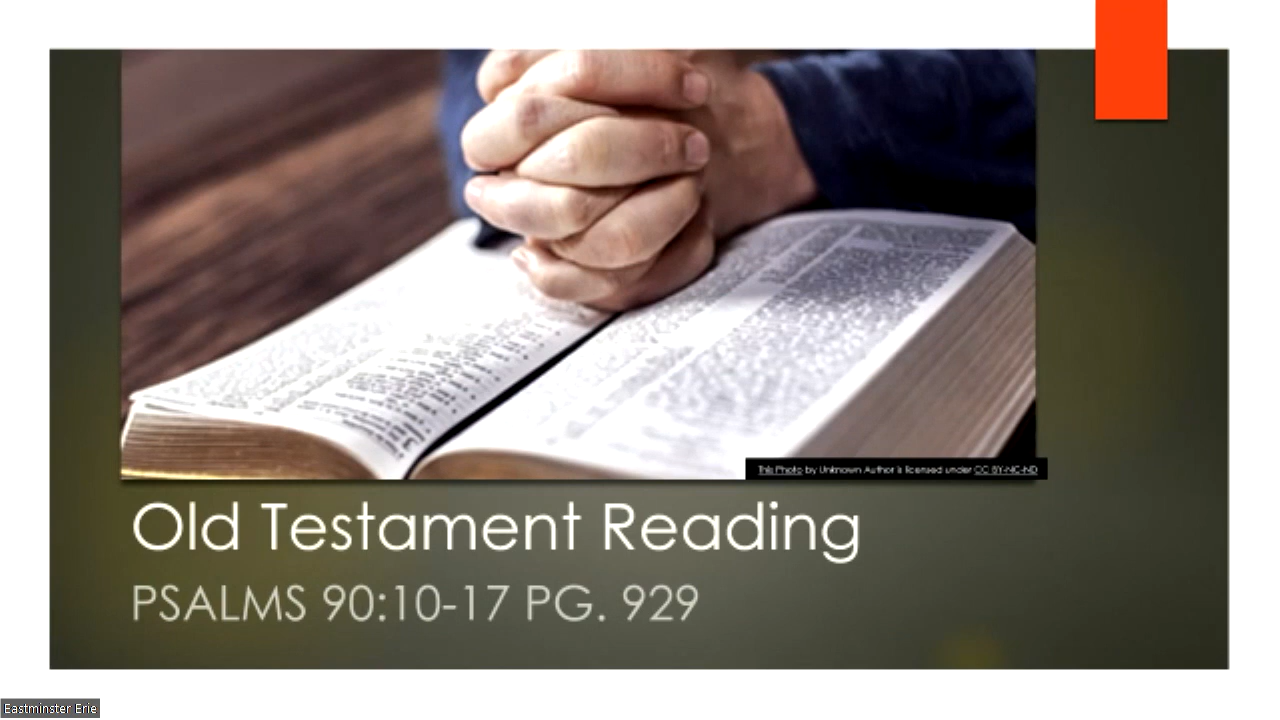 This Photo by Unknown Author is licensed under CC BY-NC-ND
Old Testament Reading
PSALMS 90:10-17 PG. 929
Eastminster Erie